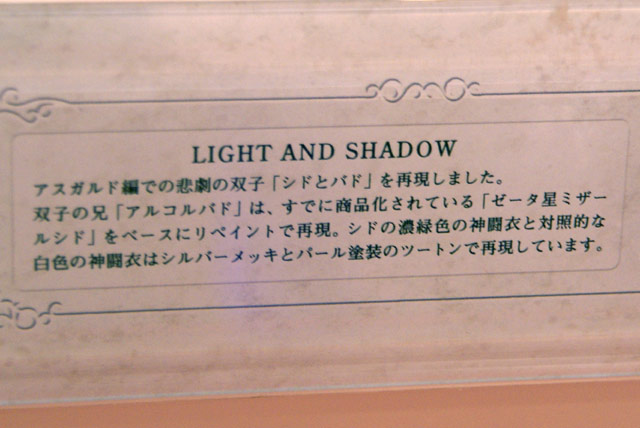 LIGHT AND SHADOW
アスガルド編での悲劇の双子「シドとバド」を再現しました。
双子の兄「アルコルバド」は、すでに商品化されている「ゼータ星ミザー
ルシド」をベースにリペイントで再現。シドの濃緑色の神闘衣と対照的な
白色の神闘衣はシルバーメッキとパール塗装のツートンで再現しています。